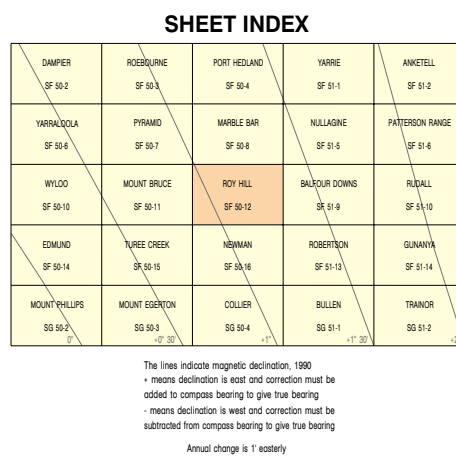 SHEET INDEX
DAMPIER ROEBOURNE PORT HEDLAND YARRIE ANKETELL
SF 50-2 SF 50-3 SF 50-4 SF 51-1 SF 51-2
YARRALOOLA PYRAMID MARBLE BAR NULLAGINE PATTERSON RANGE
SF 50-6 SF 50-7 SF 50-8 SF 51-5 SF 51-6
WYLOO MOUNT BRUCE ROY HILL BALFOUR DOWNS RUDALL
SF 50-10 SF 50-11 SF 50-12 SF 51-9 SF 51-10
EDMUND TUREE CREEK NEWMAN ROBERTSON GUNANYA
SF 50-14 SF 50-15 SF 50-16 SF 51-13 SF 51-14
MOUNT PHILLIPS MOUNT EGERTON COLLIER BULLEN TRAINOR
SG 50-2 SG 50-3 SG 50-4 SG 51-1 SG 51-2
0° +0° 30' +1° +1° 30'
The lines indicate magnetic declination, 1990
+ means declination is east and correction must be
added to compass bearing to give true bearing
- means declination is west and correction must be
subtracted from compass bearing to give true bearing
Annual change is 1' easterly